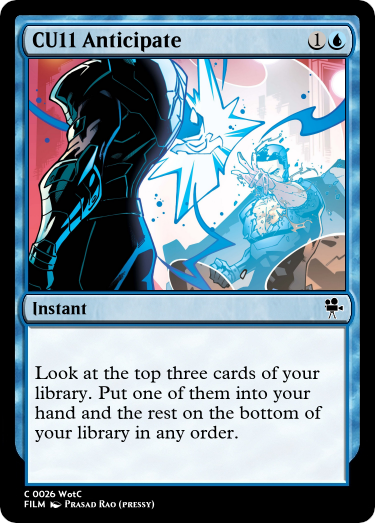 CU11 Anticipate 1
Instant
Look at the top three cards of your
library. Put one of them into your
hand and the rest on the bottom of
your library in any order.
C 0026 WotC
FILM Prasad Rao (pressy)